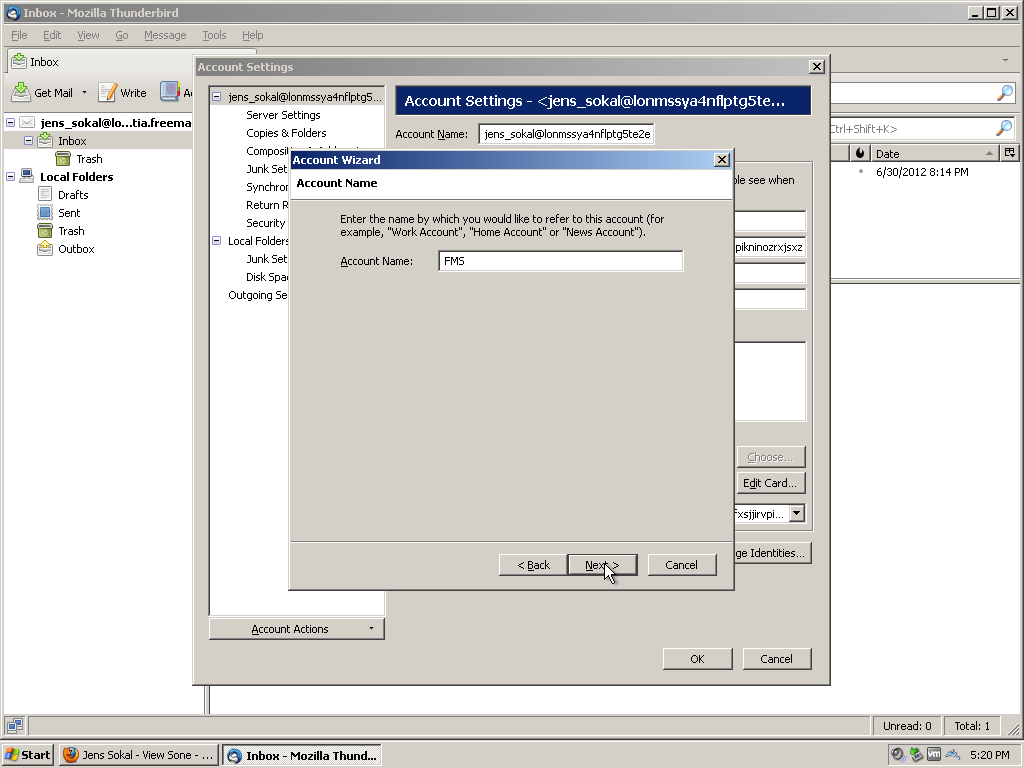 Inbox - Mozilla Thunderbird
File Edit View Go Message Tools Help
Inbox
Get Mail Write
Ctrl+Shift+K>
Date
6/30/2012 8:14 PM
jens_sokal@lo...tia.freema
Inbox
Trash
Local Folders
Drafts
Sent
Trash
Outbox
Account Settings
jens_sokal@lonmssya4nflptg5...
Server Settings
Copies & Folders
Junk Set
Synchron
Return R
Security
Local Folders
Junk Set
Disk Spac
Outgoing Se
Account Actions
Account Settings - <jens_sokal@lonmssya4nflptg5te...
Account Name: jens_sokal@lonmssya4nflptg5te2e
ple see when
pikninozrxjsxz
Choose...
Edit Card...
fxsjjirvpi...
ge Identities...
OK Cancel
Account Wizard
Account Name
Enter the name by which you would like to refer to this account (for
example, "Work Account", "Home Account" or "News Account").
Account Name: FMS
< Back Next > Cancel
Unread: 0 Total: 1
Start Jens Sokal - View Sone - ... Inbox - Mozilla Thund... 5:20 PM